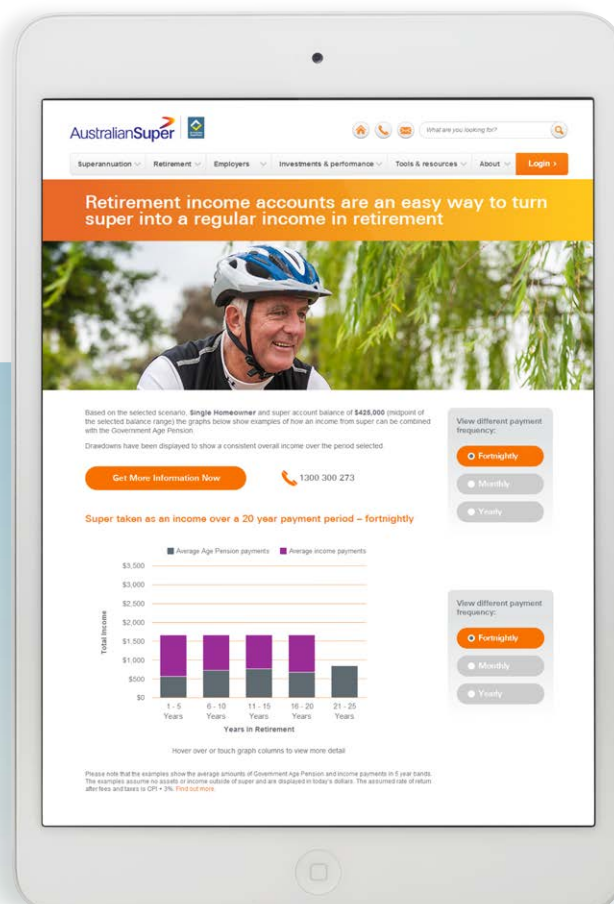 AustralianSuper
What are you looking for?
Superannuation Retirement Employers Investments & performance Tools & resources About Login ›
Retirement income accounts are an easy way to turn
super into a regular income in retirement
Based on the selected scenario, Single Homeowner and super account balance of $425,000 (midpoint of
the selected balance range) the graphs below show examples of how an income from super can be combined
with the Government Age Pension
Drawdowns have been displayed to show a consistent overall income over the period selected
View different payment
frequency:
Fortnightly
Monthly
Yearly
Get More Information Now
1300 300 273
Super taken as an income over a 20 year payment period – fortnightly
Average Age Pension payments Average income payments
$3,500
$3,000
$2,500
$2,000
$1,500
$1,000
$500
$0
Total Income
1 - 5 6 - 10 11 - 15 16 - 20 21 - 25
Years Years Years Years Years
Years in Retirement
View different payment
frequency:
Fortnightly
Monthly
Yearly
Hover over or touch graph columns to view more detail
Please note that the examples show the average amounts of Government Age Pension and income payments in 5 year bands.
The examples assume no assets or income outside of super and are displayed in today's dollars. The assumed rate of return
after fees and taxes is CPI + 3%. Find out more